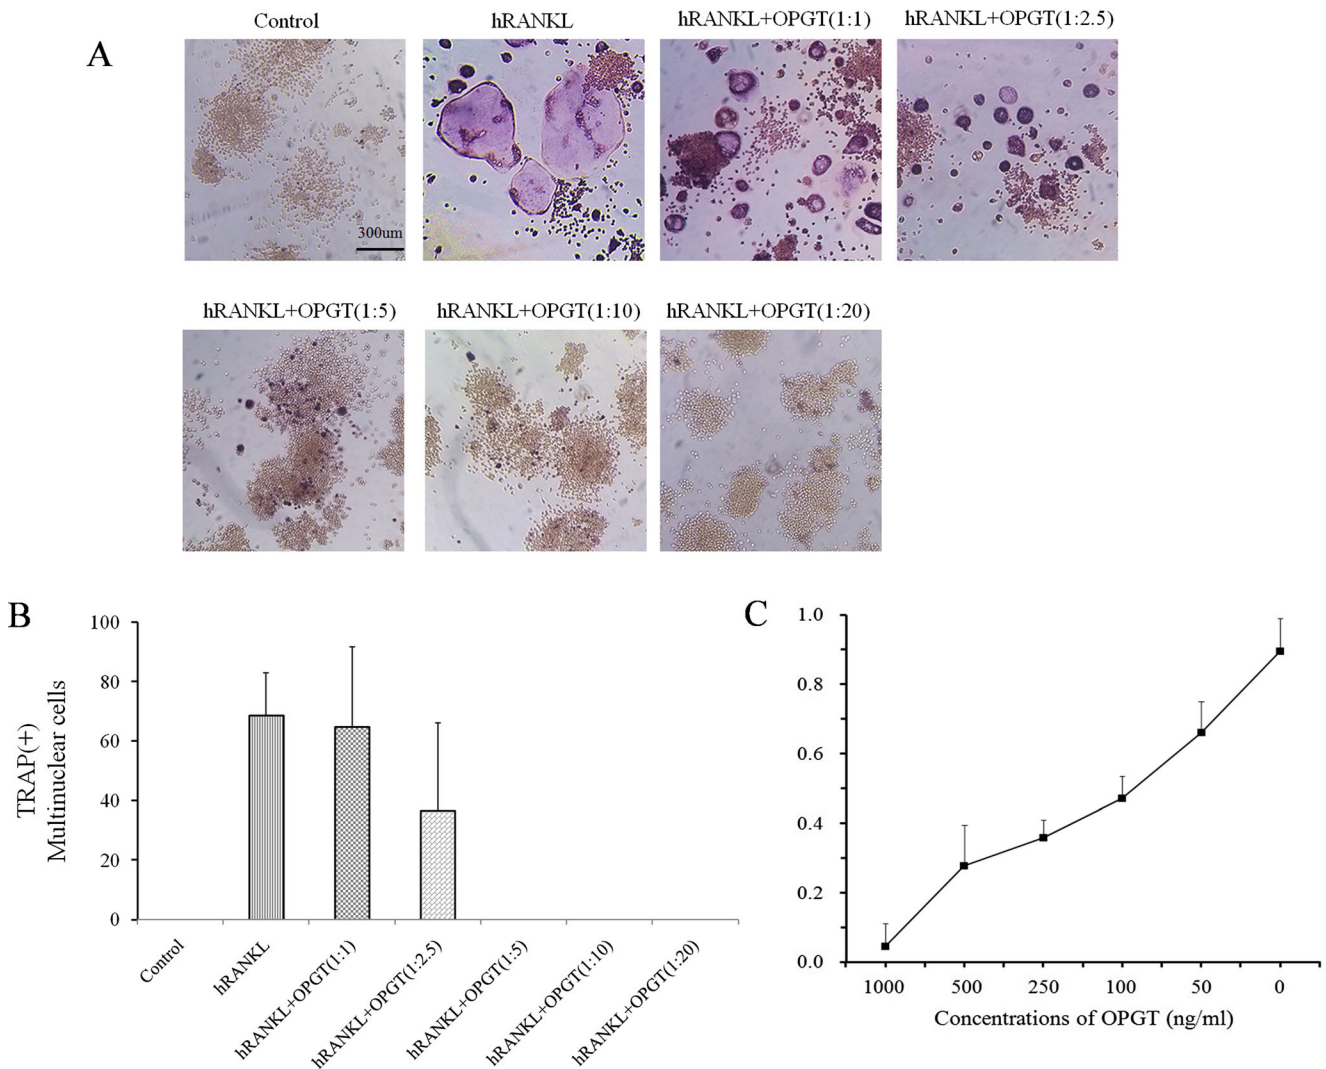 A
Control
hRANKL
hRANKL+OPGT(1:1)
hRANKL+OPGT(1:2.5)
300um
hRANKL+OPGT(1:5)
hRANKL+OPGT(1:10)
hRANKL+OPGT(1:20)
B
TRAP(+)
Multinuclear cells
100
80
60
40
20
0
Control
hRANKL
hRANKL+OPGT(1:1)
hRANKL+OPGT(1:2.5)
hRANKL+OPGT(1:5)
hRANKL+OPGT(1:10)
hRANKL+OPGT(1:20)
C
1.0
0.8
0.6
0.4
0.2
0.0
1000 500 250 100 50 0
Concentrations of OPGT (ng/ml)